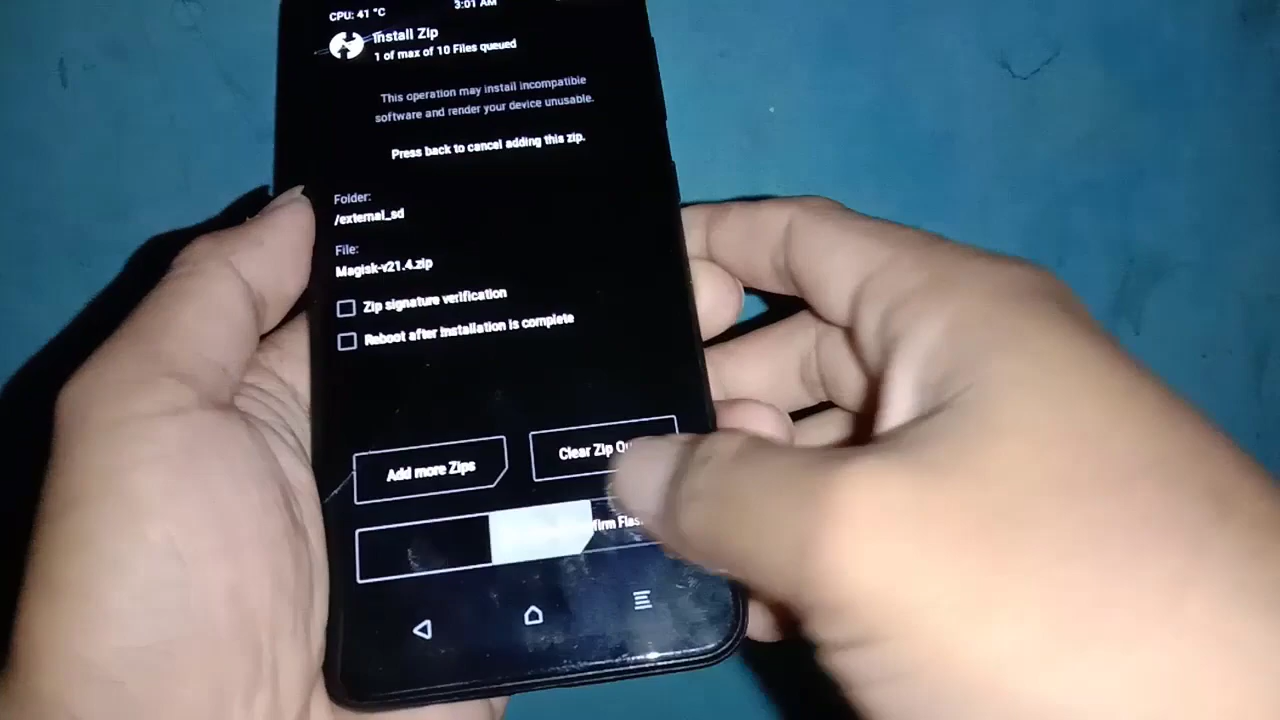 CPU: 41 °C
3:01 AM
Install Zip
1 of max of 10 Files queued
This operation may install incompatible
software and render your device unusable.
Press back to cancel adding this zip.
Folder:
/external_sd
File:
Magisk-v21.4.zip
Zip signature verification
Reboot after installation is complete
Add more Zips
Clear Zip